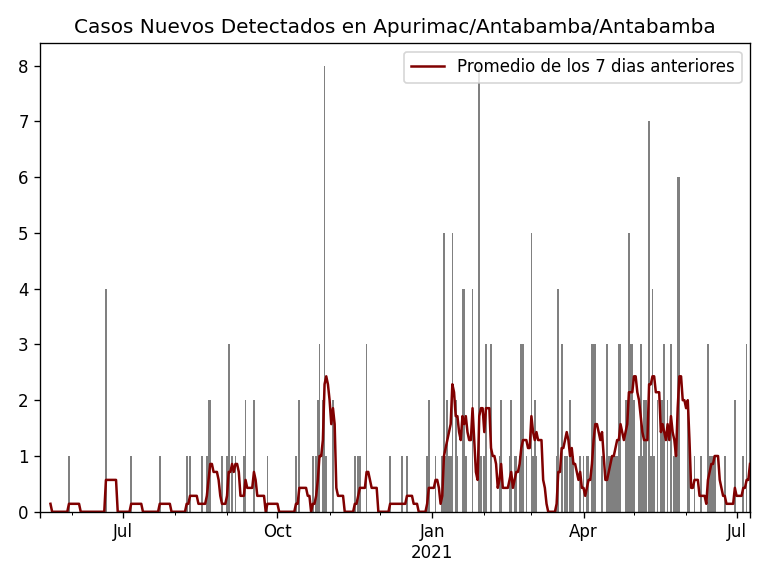 Casos Nuevos Detectados en Apurimac/Antabamba/Antabamba
Promedio de los 7 dias anteriores
8
7
6
5
4
3
2
1
0
Jul
Oct
Jan
Apr
Jul
2021